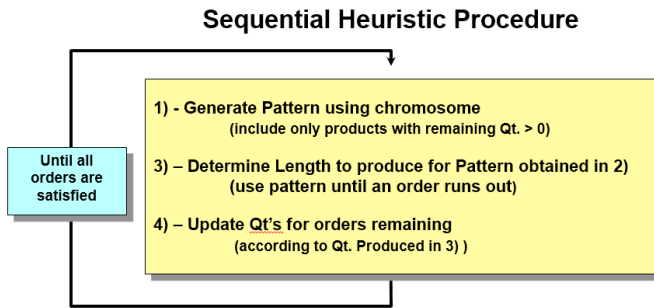 Sequential Heuristic Procedure
1) - Generate Pattern using chromosome
(include only products with remaining Qt. > 0)
Until all
orders are
satisfied
3) – Determine Length to produce for Pattern obtained in 2)
(use pattern until an order runs out)
4) – Update Qt's for orders remaining
(according to Qt. Produced in 3) )